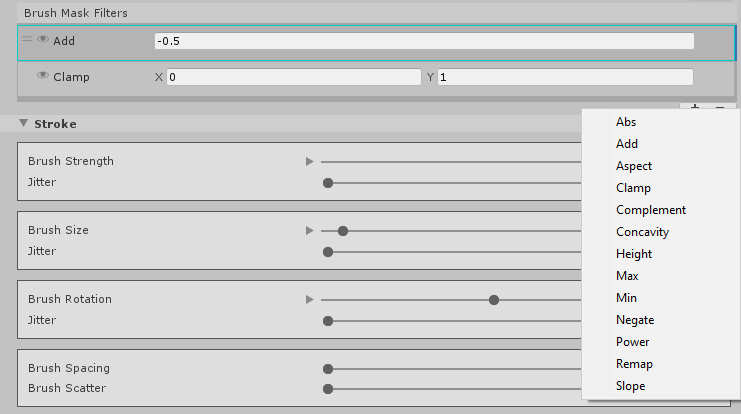 Brush Mask Filters
Add -0.5
Clamp X 0 Y 1
Stroke
Brush Strength
Jitter
Brush Size
Jitter
Brush Rotation
Jitter
Brush Spacing
Brush Scatter
Abs
Add
Aspect
Clamp
Complement
Concavity
Height
Max
Min
Negate
Power
Remap
Slope